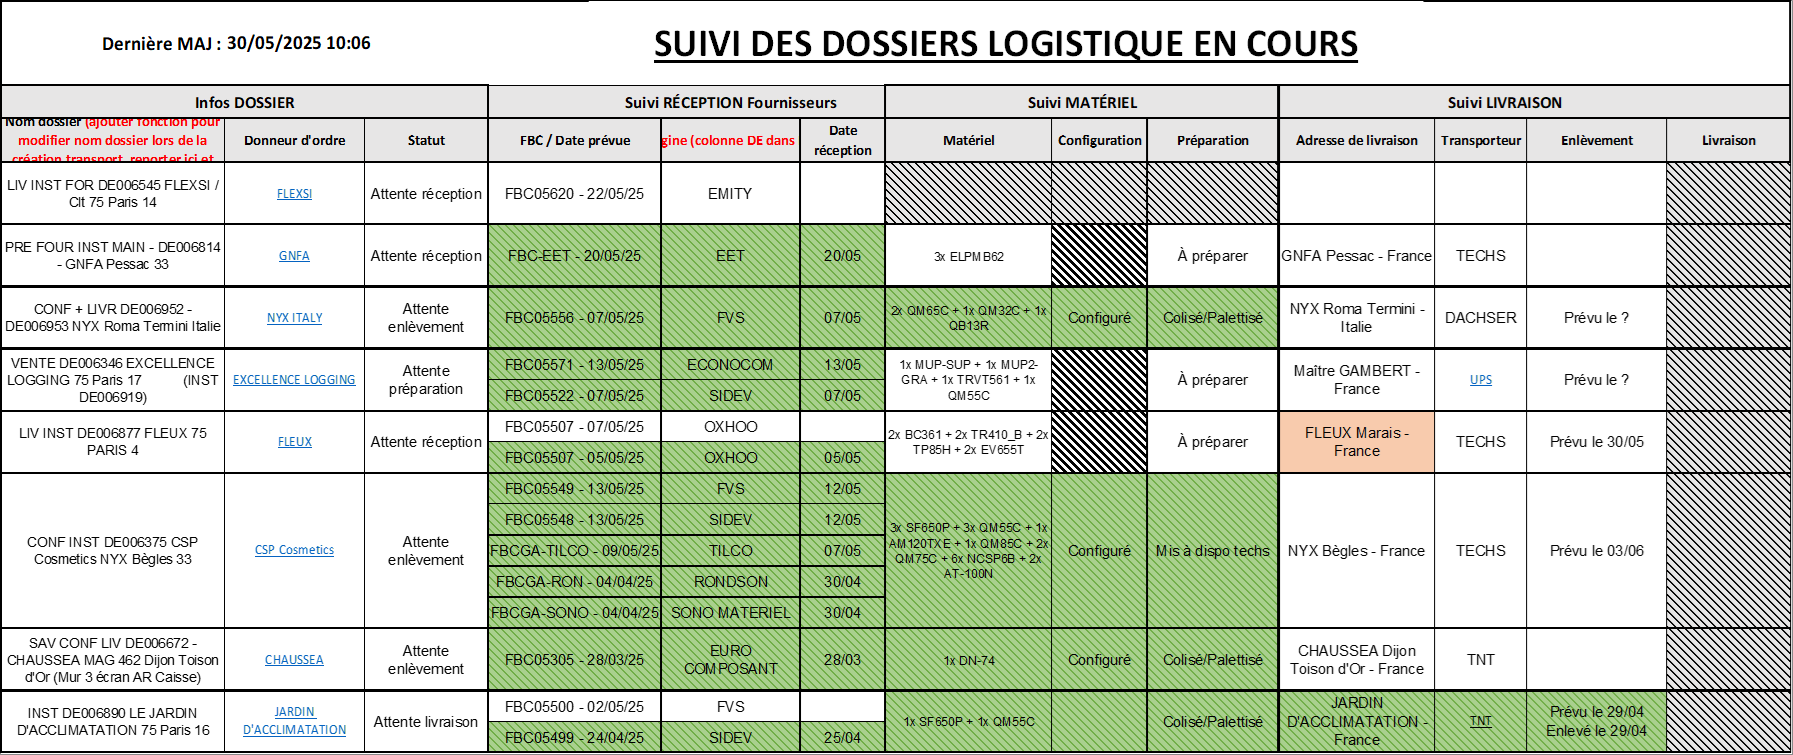 Dernière MAJ : 30/05/2025 10:06
SUIVI DES DOSSIERS LOGISTIQUE EN COURS
Infos DOSSIER
Suivi RÉCEPTION Fournisseurs
Suivi MATÉRIEL
Suivi LIVRAISON
Nom dossier (ajouter fonction pour
modifier nom dossier lors de la
création transport, reporter ici et
Donneur d'ordre
Statut
FBC / Date prévue
gine (colonne DE dans
Date
réception
Matériel
Configuration
Préparation
Adresse de livraison
Transporteur
Enlèvement
Livraison
LIV INST FOR DE006545 FLEXSI /
Clt 75 Paris 14
FLEXSI
Attente réception
FBC05620 - 22/05/25
EMITY
PRE FOUR INST MAIN - DE006814
- GNFA Pessac 33
GNFA
Attente réception
FBC-EET - 20/05/25
EET
20/05
3x ELPMB62
À préparer
GNFA Pessac - France
TECHS
CONF + LIVR DE006952 -
DE006953 NYX Roma Termini Italie
NYX ITALY
Attente
enlèvement
FBC05556 - 07/05/25
FVS
07/05
2x QM65C + 1x QM32C + 1x
QB13R
Configuré
Colisé/Palettisé
NYX Roma Termini -
Italie
DACHSER
Prévu le ?
VENTE DE006346 EXCELLENCE
LOGGING 75 Paris 17 (INST
DE006919)
EXCELLENCE LOGGING
Attente
préparation
FBC05571 - 13/05/25
ECONOCOM
13/05
FBC05522 - 07/05/25
SIDEV
07/05
1x MUP-SUP + 1x MUP2-
GRA + 1x TRVT561 + 1x
QM55C
À préparer
Maître GAMBERT -
France
UPS
Prévu le ?
LIV INST DE006877 FLEUX 75
PARIS 4
FLEUX
Attente réception
FBC05507 - 07/05/25
OXHOO
FBC05507 - 05/05/25
OXHOO
05/05
2x BC361 + 2x TR410_B + 2x
TP85H + 2x EV655T
À préparer
FLEUX Marais -
France
TECHS
Prévu le 30/05
CONF INST DE006375 CSP
Cosmetics NYX Bègles 33
CSP Cosmetics
Attente
enlèvement
FBC05549 - 13/05/25
FVS
12/05
FBC05548 - 13/05/25
SIDEV
12/05
FBCGA-TILCO - 09/05/25
TILCO
07/05
FBCGA-RON - 04/04/25
RONDSON
30/04
FBCGA-SONO - 04/04/25
SONO MATERIEL
30/04
3x SF650P + 3x QM55C + 1x
AM120TXE + 1x QM85C + 2x
QM75C + 6x NCSP6B + 2x
AT-100N
Configuré
Mis à dispo techs
NYX Bègles - France
TECHS
Prévu le 03/06
SAV CONF LIV DE006672 -
CHAUSSEA MAG 462 Dijon Toison
d'Or (Mur 3 écran AR Caisse)
CHAUSSEA
Attente
enlèvement
FBC05305 - 28/03/25
EURO
COMPOSANT
28/03
1x DN-74
Configuré
Colisé/Palettisé
CHAUSSEA Dijon
Toison d'Or - France
TNT
INST DE006890 LE JARDIN
D'ACCLIMATATION 75 Paris 16
JARDIN
D'ACCLIMATATION
Attente livraison
FBC05500 - 02/05/25
FVS
FBC05499 - 24/04/25
SIDEV
25/04
1x SF650P + 1x QM55C
Colisé/Palettisé
JARDIN
D'ACCLIMATATION -
France
TNT
Prévu le 29/04
Enlevé le 29/04